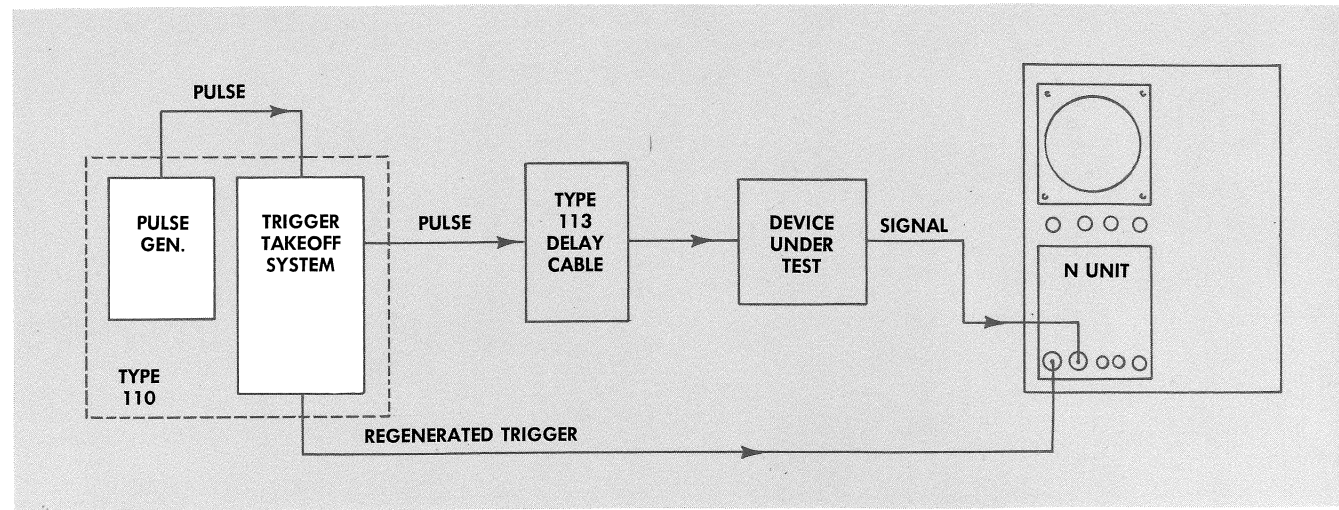 PULSE
PULSE
GEN.
TRIGGER
TAKEOFF
SYSTEM
TYPE
110
PULSE
TYPE
113
DELAY
CABLE
DEVICE
UNDER
TEST
SIGNAL
N UNIT
REGENERATED TRIGGER